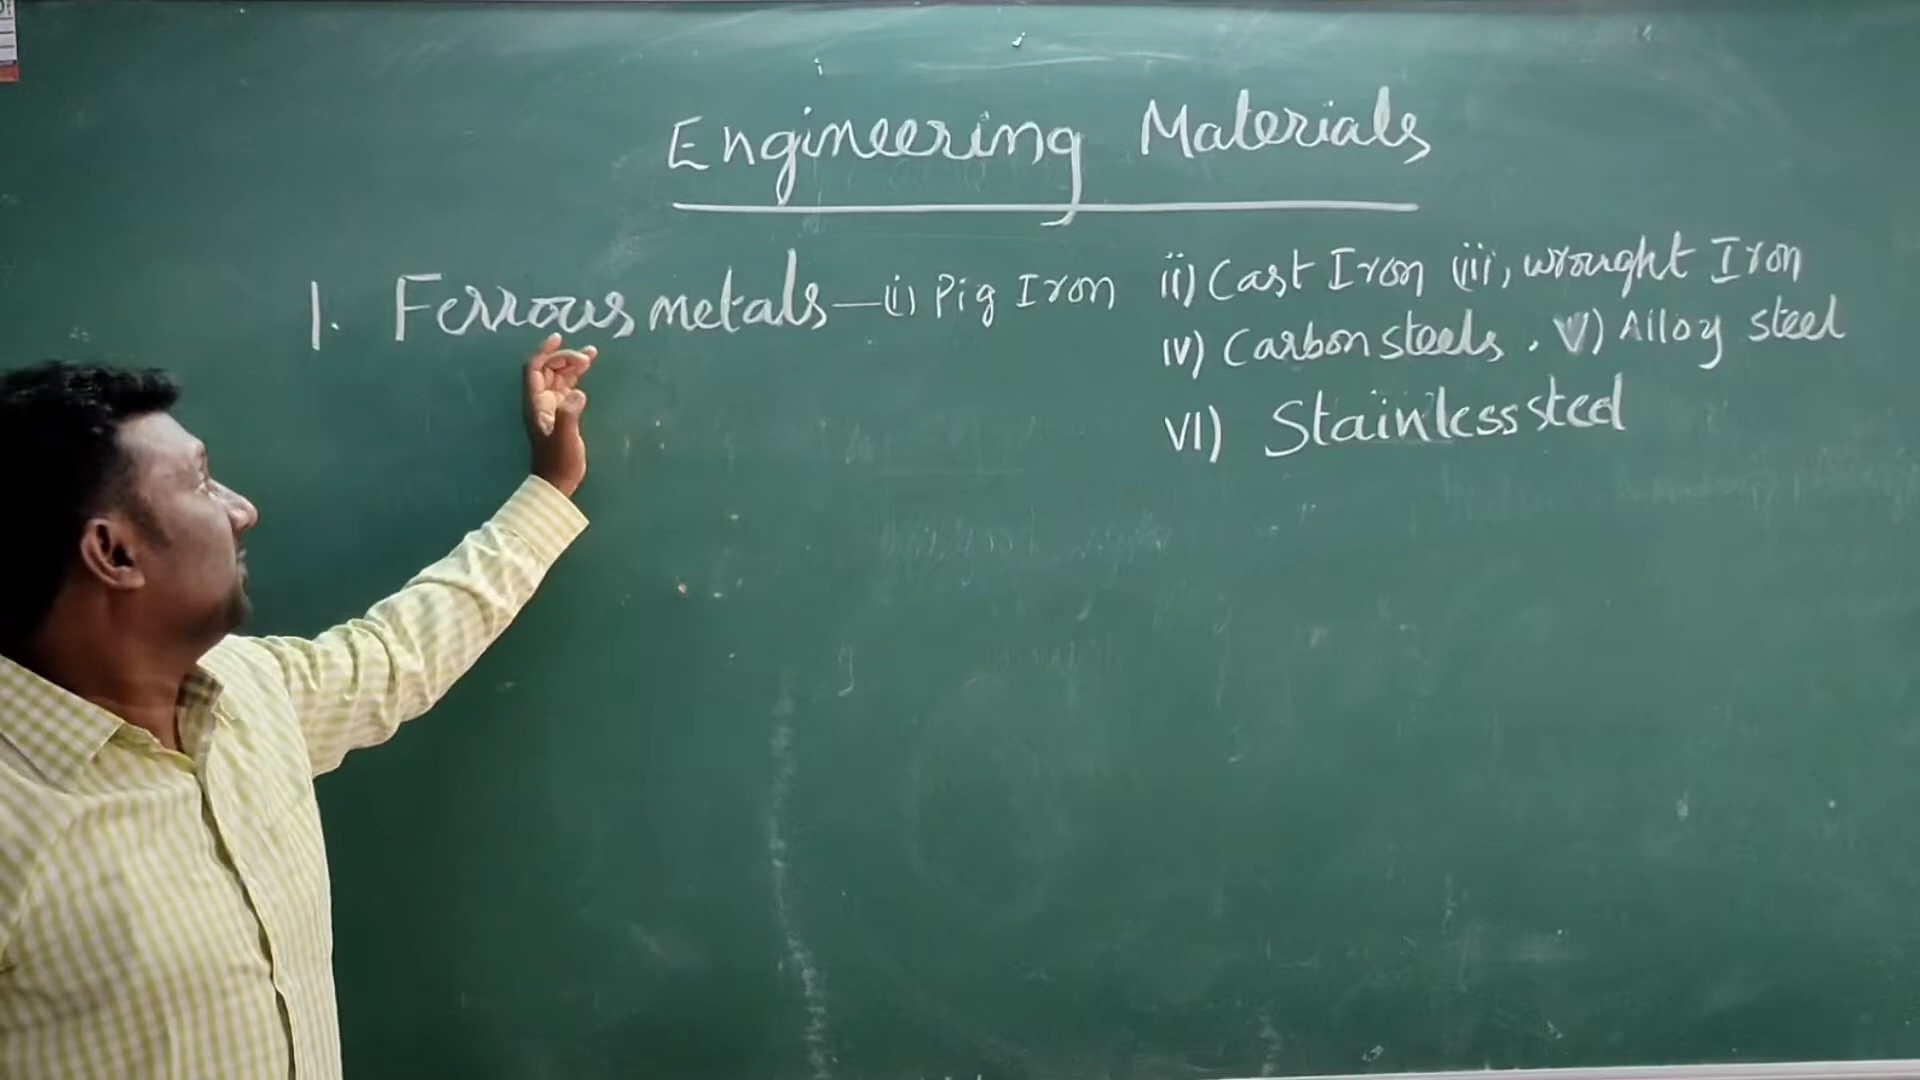 Engineering Materials
1. Ferrous metals — (i) Pig Iron ii) Cast Iron (iii, wrought Iron
iv) Carbon steels. V) Alloy steel
VI) Stainless steel